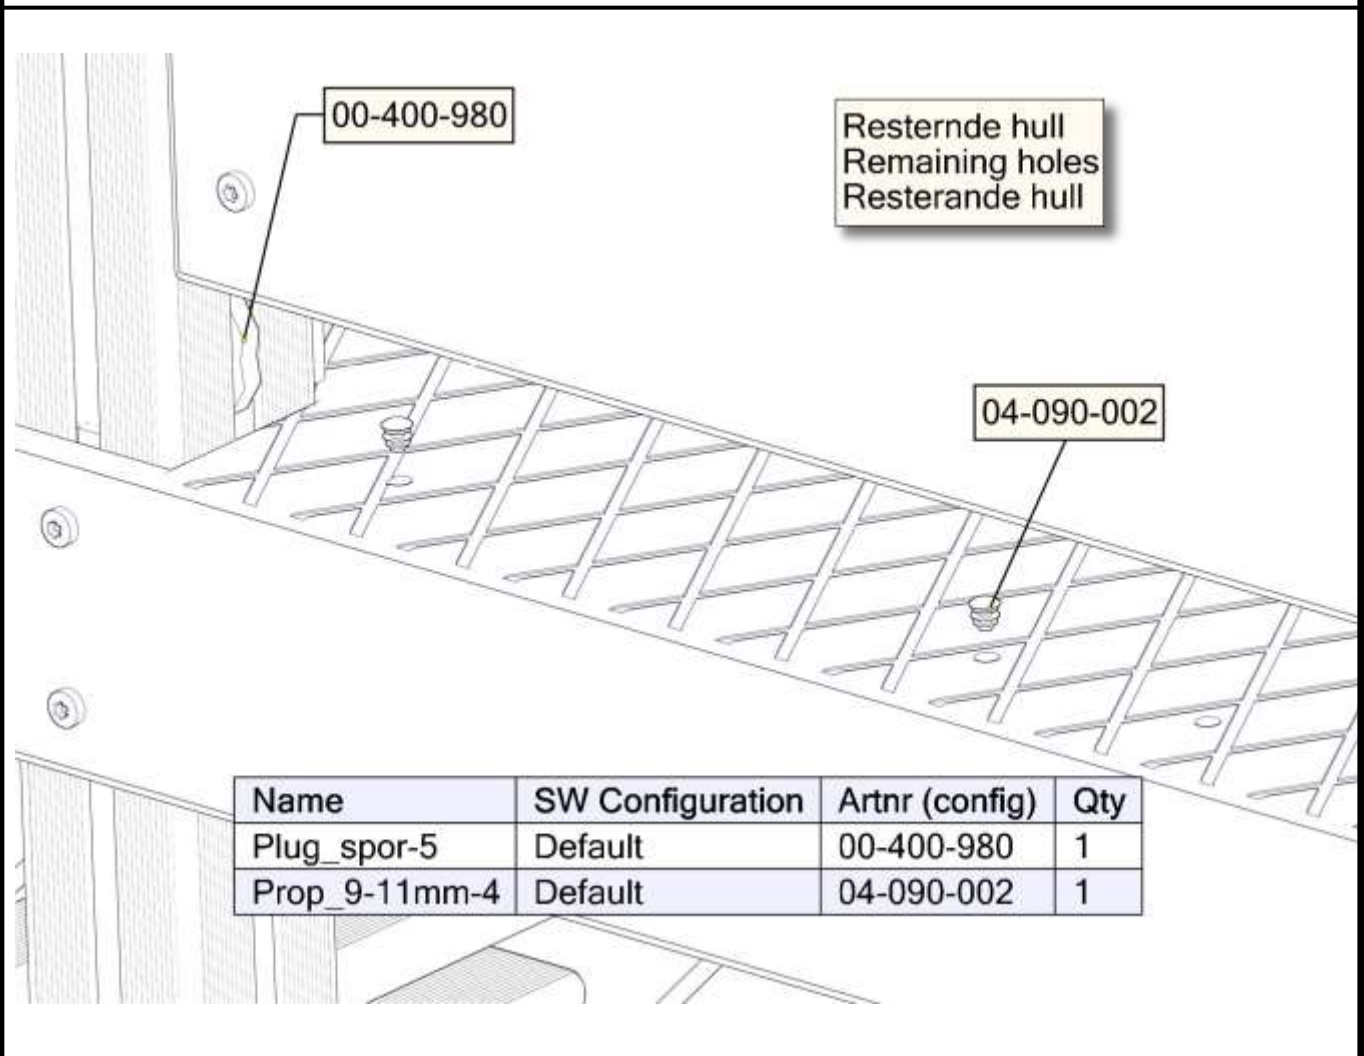 00-400-980
Resternde hull
Remaining holes
Resterande hull
04-090-002
Name SW Configuration Artnr (config) Qty
Plug_spor-5 Default 00-400-980 1
Prop_9-11mm-4 Default 04-090-002 1